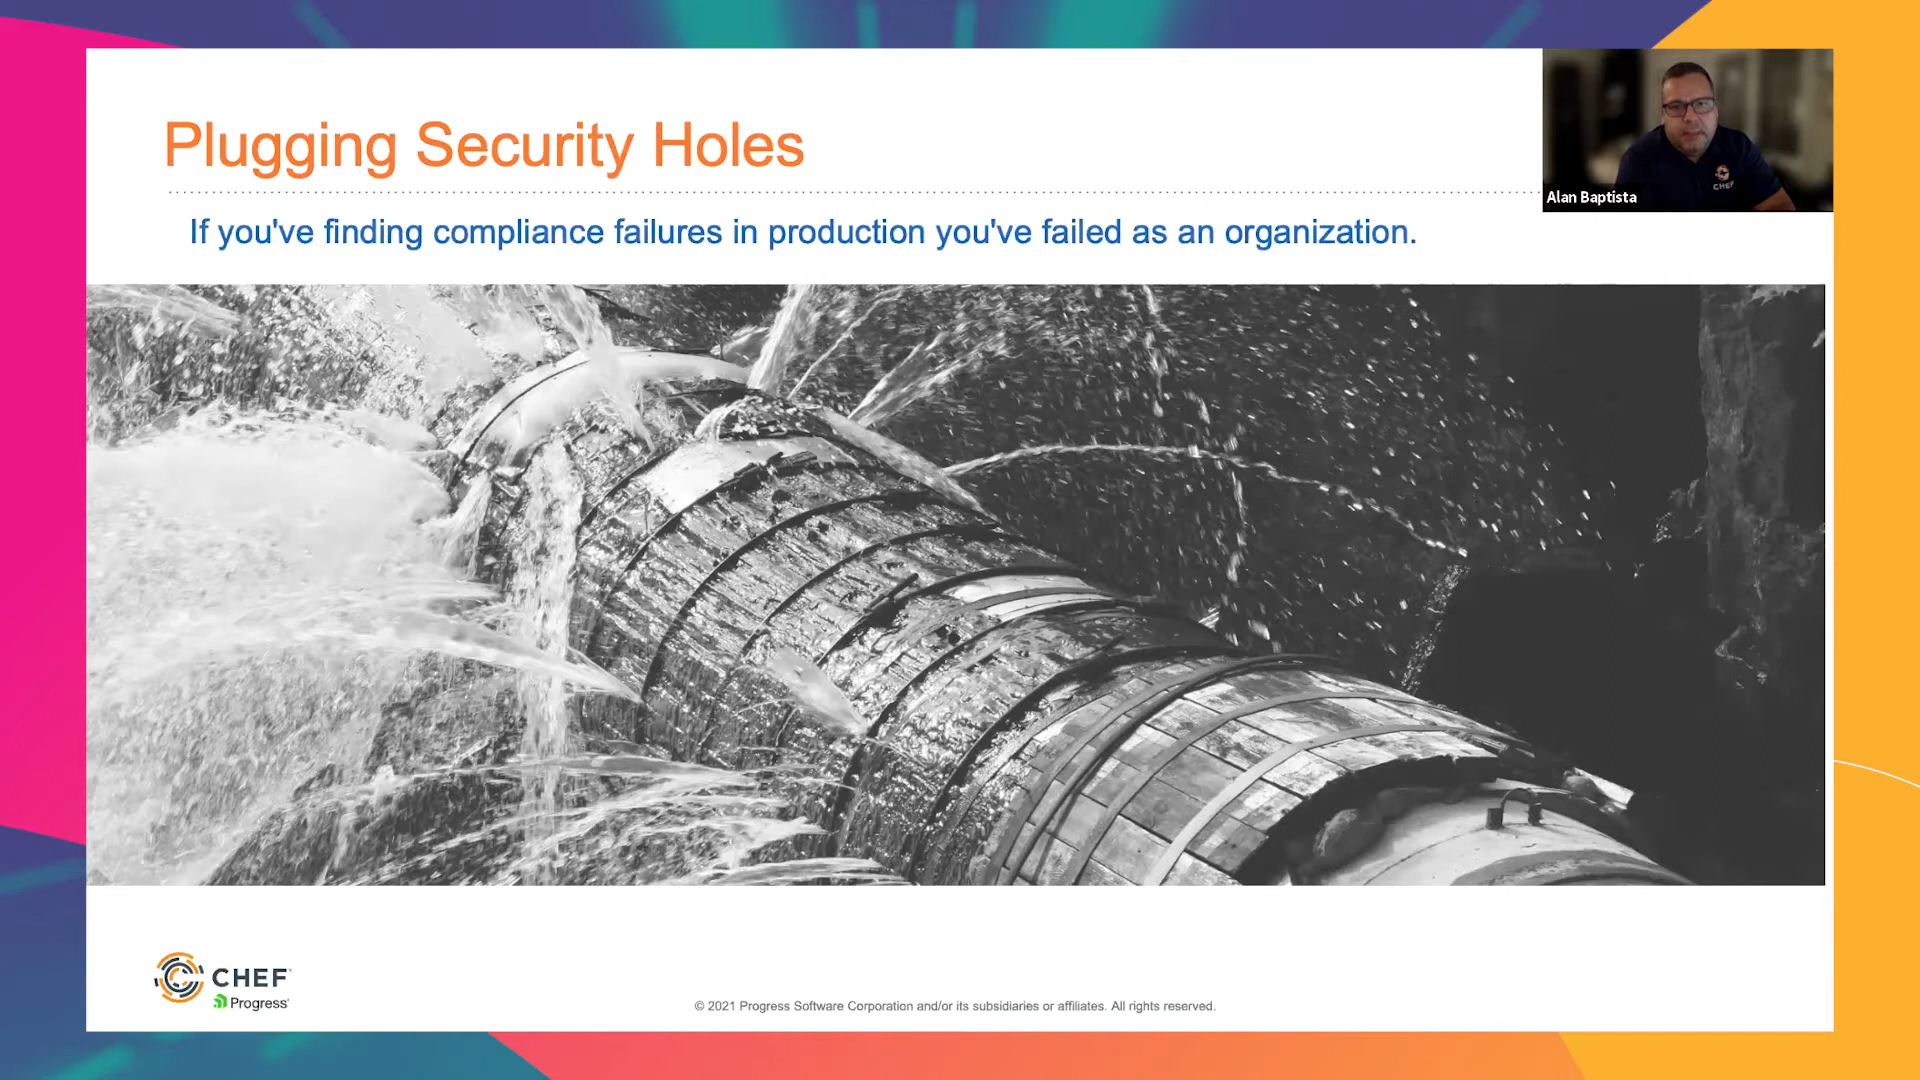 Plugging Security Holes
Alan Baptista
If you've finding compliance failures in production you've failed as an organization.
CHEF
CHEF
Progress
© 2021 Progress Software Corporation and/or its subsidiaries or affiliates. All rights reserved.